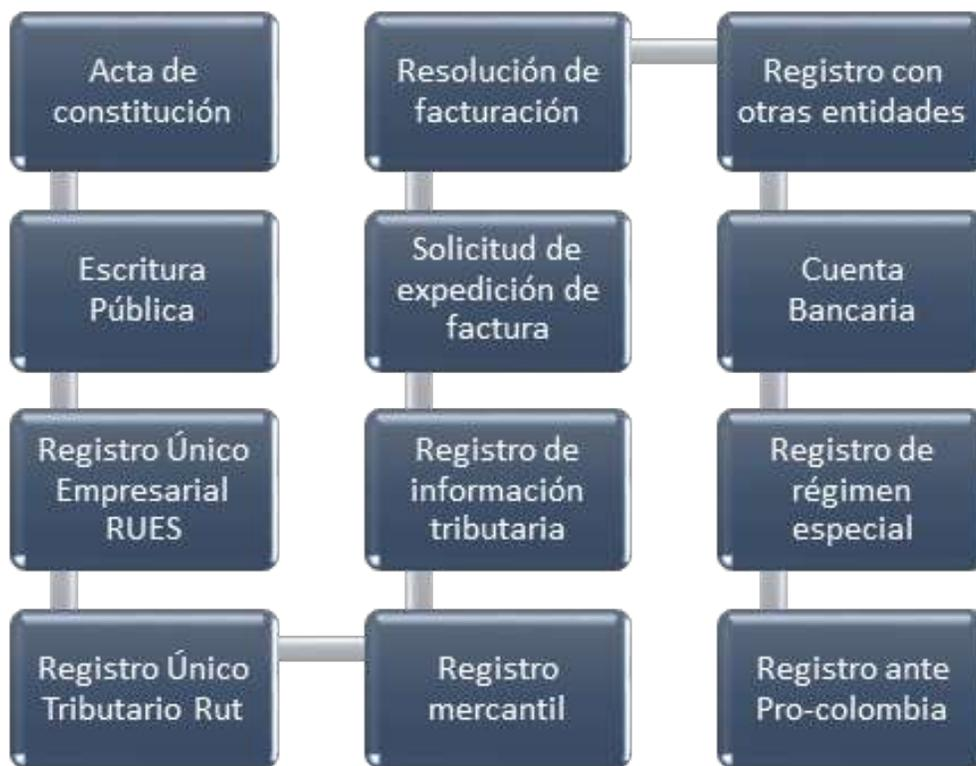 Acta de
constitución
Escritura
Pública
Registro Único
Empresarial
RUES
Registro Único
Tributario Rut
Registro
mercantil
Registro de
información
tributaria
Solicitud de
expedición de
factura
Resolución de
facturación
Registro con
otras entidades
Cuenta
Bancaria
Registro de
régimen
especial
Registro ante
Pro-colombia